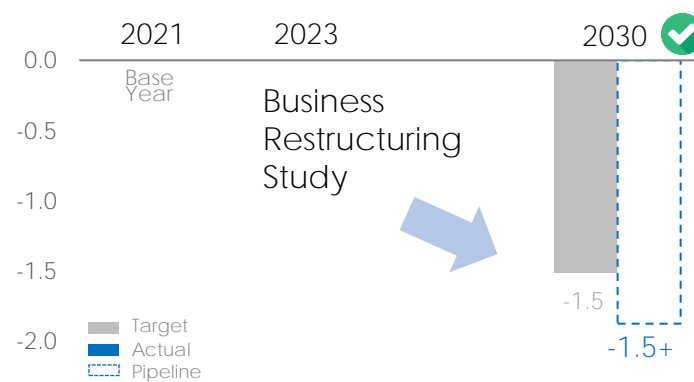 2021 2023 2030
0.0
Base
Year
Business
Restructuring
Study
-0.5
-1.0
-1.5
-2.0
-1.5
-1.5+
Target
Actual
Pipeline